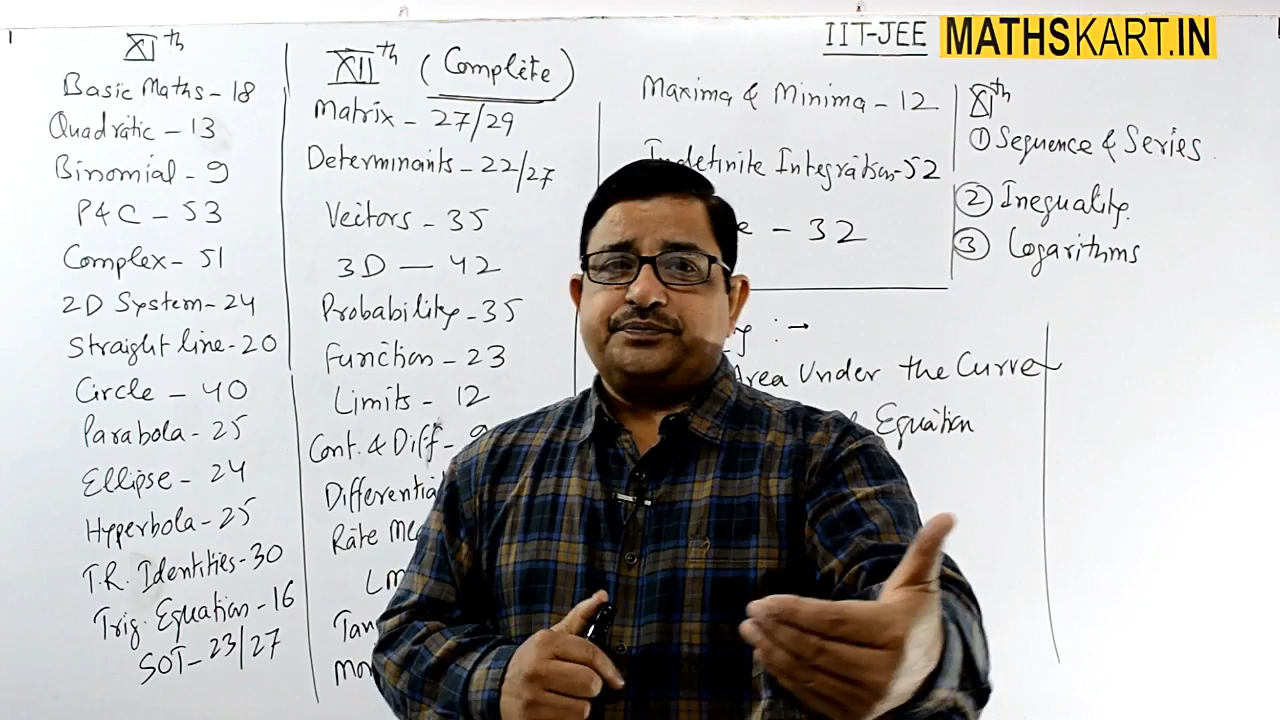 IIT-JEE MATHSKART.IN
XIth
Basic Maths - 18
Quadratic - 13
Binomial - 9
P&C - 53
Complex - 51
2D System - 24
Straight line - 20
Circle - 40
Parabola - 25
Ellipse - 24
Hyperbola - 25
T.R. Identities - 30
Trig. Equation - 16
SOT - 23/27
XIIth (Complete)
Matrix - 27/29
Determinants - 22/27
Vectors - 35
3D - 42
Probability - 35
Function - 23
Limits - 12
Cont. & Diff - 9
Differentia
Rate Me
LM
Tan
Mon
Maxima & Minima - 12
Indefinite Integration - 52
e - 32
g :→
Area Under the Curve
Equation
XIth
① Sequence & Series
② Inequality
③ Logarithms